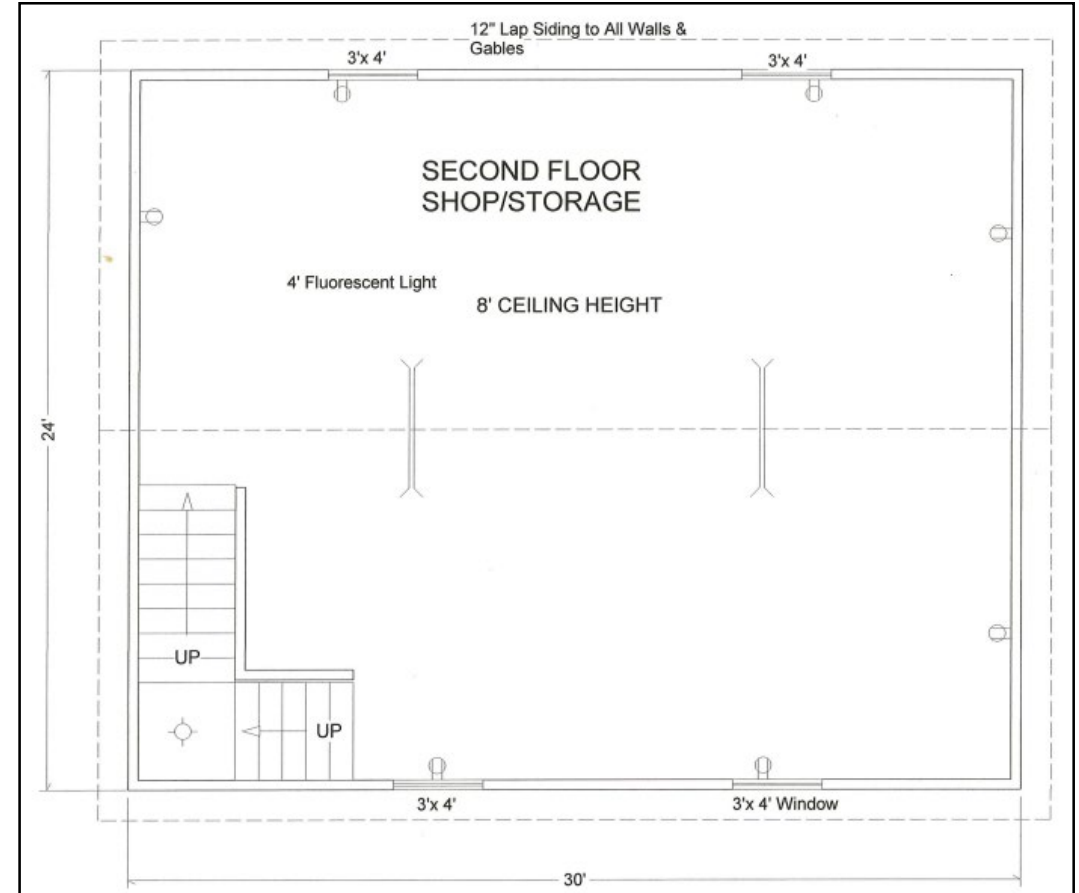 12" Lap Siding to All Walls &
Gables
3'x 4'
3'x 4'
SECOND FLOOR
SHOP/STORAGE
4' Fluorescent Light
8' CEILING HEIGHT
24'
UP
UP
3'x 4'
3'x 4' Window
30'